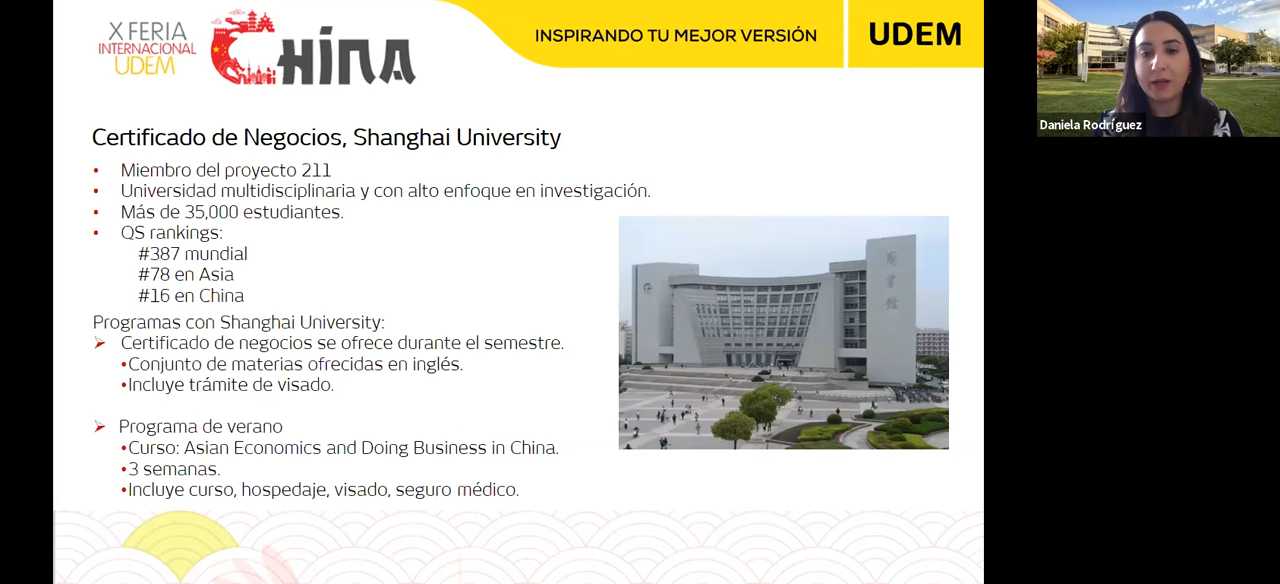 X FERIA
INTERNACIONAL
UDEM
CHINA
INSPIRANDO TU MEJOR VERSIÓN
UDEM
Daniela Rodríguez
Certificado de Negocios, Shanghai University
• Miembro del proyecto 211
• Universidad multidisciplinaria y con alto enfoque en investigación.
• Más de 35,000 estudiantes.
• QS rankings:
#387 mundial
#78 en Asia
#16 en China
Programas con Shanghai University:
➢ Certificado de negocios se ofrece durante el semestre.
•Conjunto de materias ofrecidas en inglés.
•Incluye trámite de visado.
➢ Programa de verano
•Curso: Asian Economics and Doing Business in China.
•3 semanas.
•Incluye curso, hospedaje, visado, seguro médico.